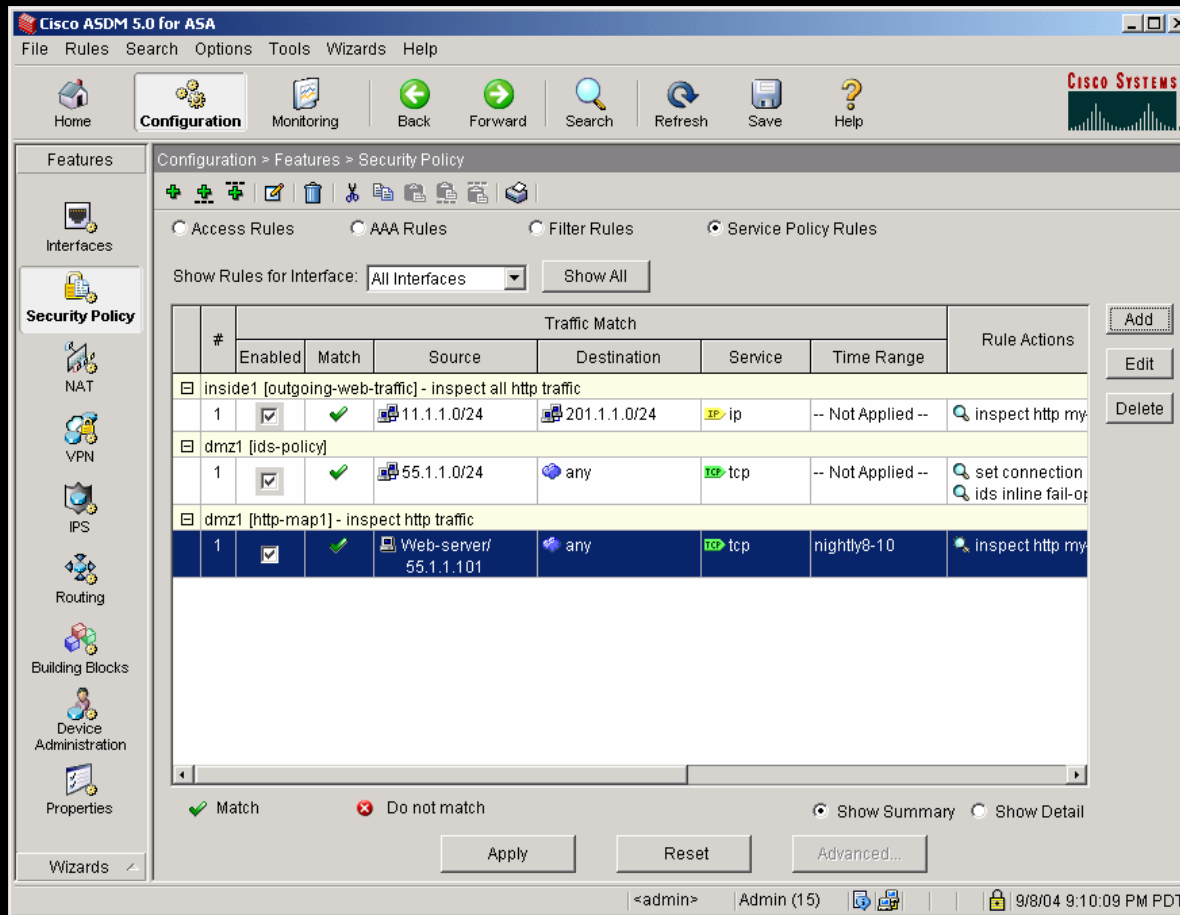 Cisco ASDM 5.0 for ASA
File Rules Search Options Tools Wizards Help
Home Configuration Monitoring Back Forward Search Refresh Save Help
CISCO SYSTEMS
Features
Configuration > Features > Security Policy
Interfaces
Security Policy
NAT
VPN
IPS
Routing
Building Blocks
Device
Administration
Properties
Wizards
Access Rules AAA Rules Filter Rules Service Policy Rules
Show Rules for Interface: All Interfaces Show All
# Traffic Match Rule Actions
Enabled Match Source Destination Service Time Range
inside1 [outgoing-web-traffic] - inspect all http traffic
1 11.1.1.0/24 201.1.1.0/24 IP ip -- Not Applied -- inspect http my-
dmz1 [ids-policy]
1 55.1.1.0/24 any TCP tcp -- Not Applied -- set connection
ids inline fail-op
dmz1 [http-map1] - inspect http traffic
1 Web-server/ any TCP tcp nightly8-10 inspect http my-
55.1.1.101
Add
Edit
Delete
Match Do not match Show Summary Show Detail
Apply Reset Advanced...
<admin> Admin (15) 9/8/04 9:10:09 PM PDT